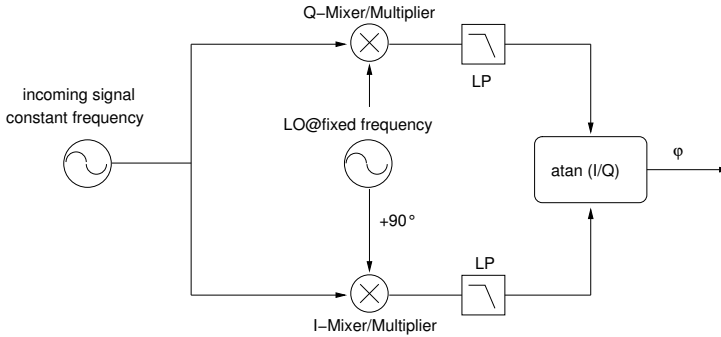 Q−Mixer/Multiplier
LP
incoming signal
constant frequency
LO@fixed frequency
atan (I/Q)
φ
+90°
LP
I−Mixer/Multiplier